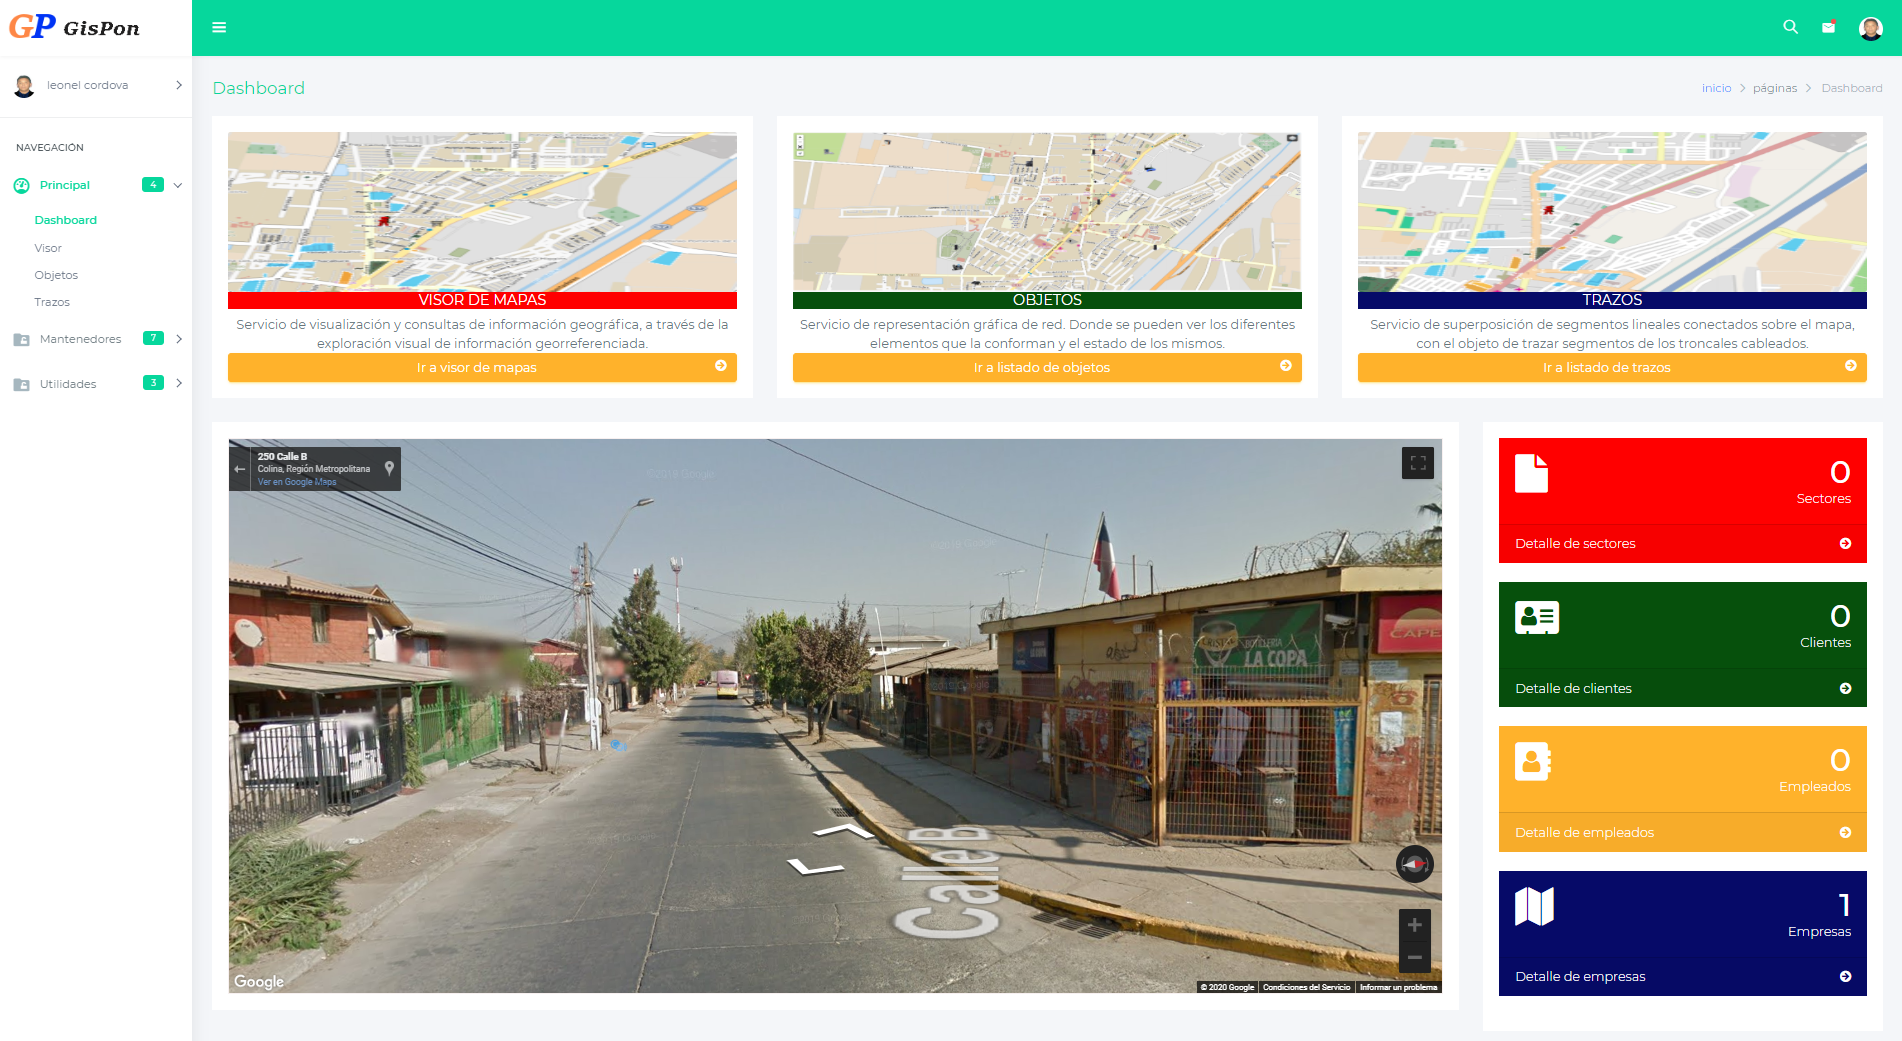 GP GisPon
leonel cordova
NAVEGACIÓN
Principal 4
Dashboard
Visor
Objetos
Trazos
Mantenedores 7
Utilidades 3
Dashboard
inicio > páginas > Dashboard
VISOR DE MAPAS
Servicio de visualización y consultas de información geográfica, a través de la
exploración visual de información georreferenciada.
Ir a visor de mapas
OBJETOS
Servicio de representación gráfica de red. Donde se pueden ver los diferentes
elementos que la conforman y el estado de los mismos.
Ir a listado de objetos
TRAZOS
Servicio de superposición de segmentos lineales conectados sobre el mapa,
con el objeto de trazar segmentos de los troncales cableados.
Ir a listado de trazos
250 Calle B
Colina, Región Metropolitana
Ver en Google Maps
BOTILLERIA
LA COPA
CAPE
Calle B
Google
© 2020 Google
Condiciones del Servicio
Informar un problema
0
Sectores
Detalle de sectores
0
Clientes
Detalle de clientes
0
Empleados
Detalle de empleados
1
Empresas
Detalle de empresas